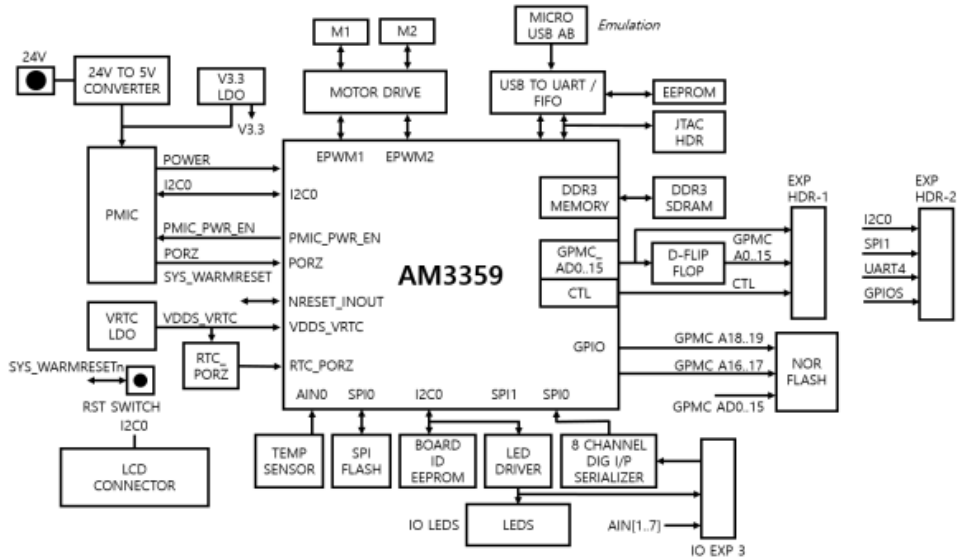 MICRO
USB AB
Emulation
M1
M2
24V
24V TO 5V
CONVERTER
V3.3
LDO
V3.3
MOTOR DRIVE
USB TO UART /
FIFO
EEPROM
JTAC
HDR
EPWM1
EPWM2
POWER
I2C0
PMIC
I2C0
PMIC_PWR_EN
PMIC_PWR_EN
PORZ
PORZ
SYS_WARMRESET
AM3359
DDR3
MEMORY
DDR3
SDRAM
GPMC_
AD0..15
D-FLIP
FLOP
GPMC
A0..15
CTL
CTL
EXP
HDR-1
EXP
HDR-2
I2C0
SPI1
UART4
GPIOS
NRESET_INOUT
VRTC
LDO
VDDS_VRTC
VDDS_VRTC
RTC_
PORZ
RTC_PORZ
GPIO
GPMC A18..19
GPMC A16..17
GPMC AD0..15
NOR
FLASH
SYS_WARMRESETn
RST SWITCH
I2C0
LCD
CONNECTOR
AIN0
SPI0
I2C0
SPI1
SPI0
TEMP
SENSOR
SPI
FLASH
BOARD
ID
EEPROM
LED
DRIVER
8 CHANNEL
DIG I/P
SERIALIZER
IO LEDS
LEDS
AIN[1..7]
IO EXP 3